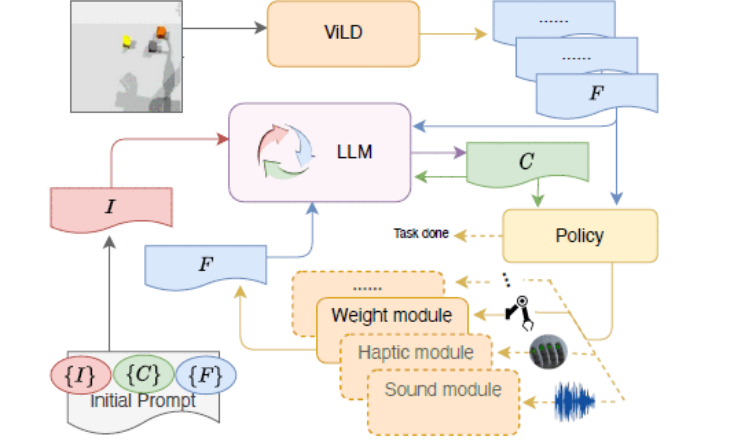 ViLD
......
......
F
LLM
C
I
Task done
Policy
F
......
Weight module
Haptic module
Sound module
{I}
{C}
{F}
Initial Prompt